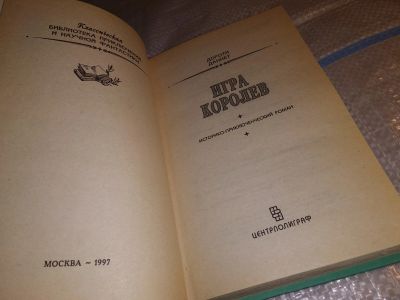 Классическая
БИБЛИОТЕКА ПРИКЛЮЧЕНИЙ
И НАУЧНОЙ ФАНТАСТИКИ
МОСКВА ~ 1997
ДОРОТИ
ДАННЕТ
ИГРА
КОРОЛЕВ
ИСТОРИКО-ПРИКЛЮЧЕНЧЕСКИЙ РОМАН
ЦЕНТРПОЛИГРАФ